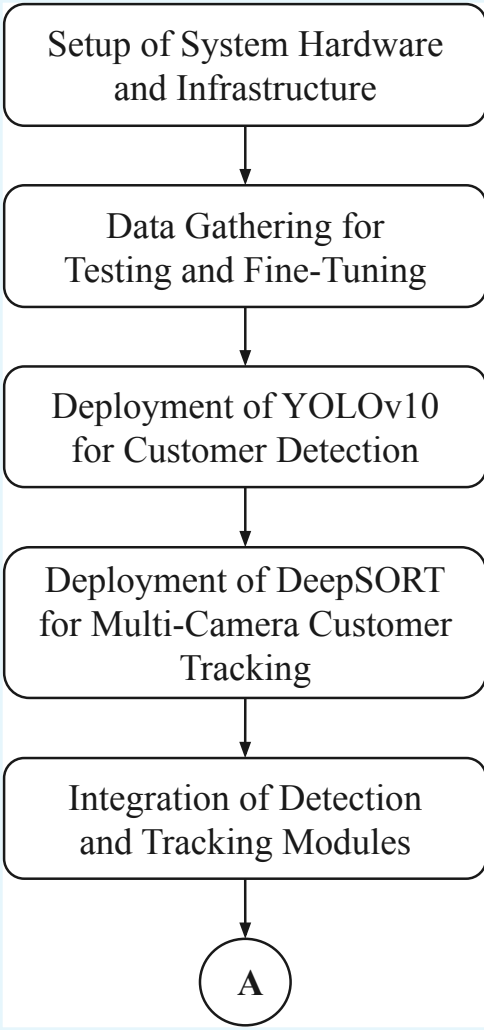 Setup of System Hardware
and Infrastructure
Data Gathering for
Testing and Fine-Tuning
Deployment of YOLOv10
for Customer Detection
Deployment of DeepSORT
for Multi-Camera Customer
Tracking
Integration of Detection
and Tracking Modules
A